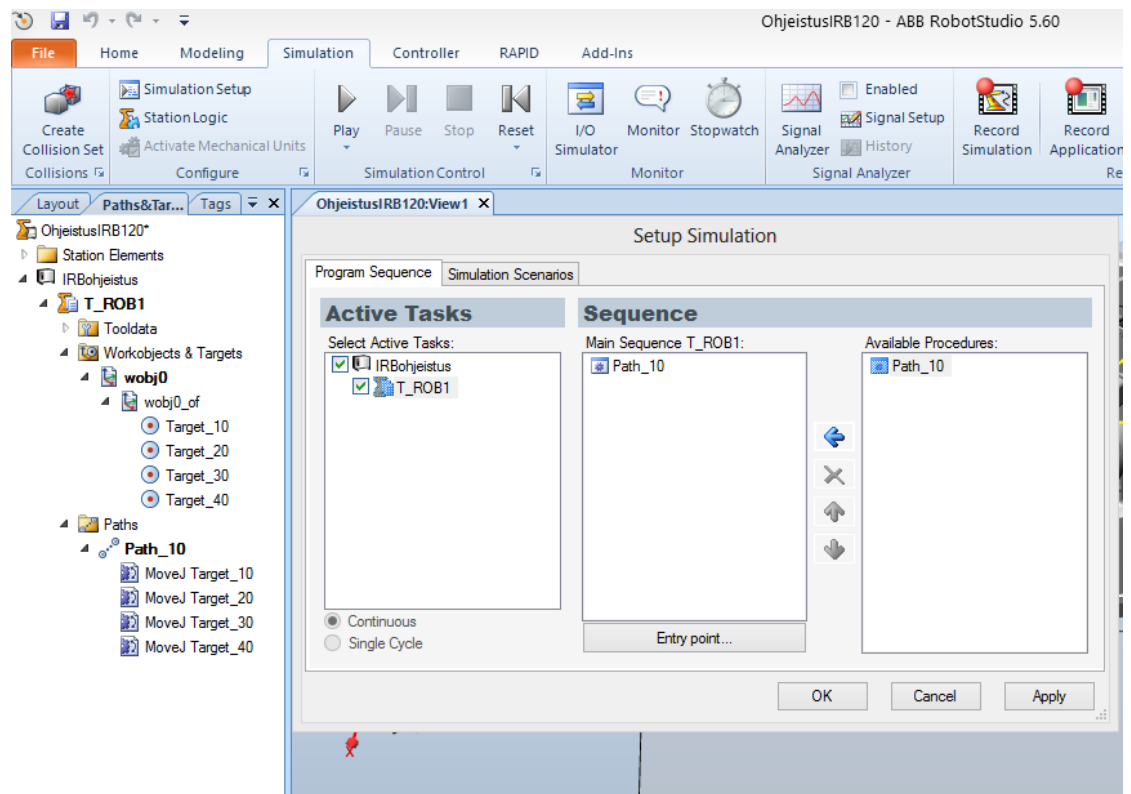 OhjeistusIRB120 - ABB RobotStudio 5.60
File Home Modeling Simulation Controller RAPID Add-Ins
Create Collision Set
Simulation Setup
Station Logic
Activate Mechanical Units
Play
Pause
Stop
Reset
I/O Simulator
Monitor
Stopwatch
Signal Analyzer
Enabled
Signal Setup
History
Record Simulation
Record Application
Collisions
Configure
Simulation Control
Monitor
Signal Analyzer
Re
Layout
Paths&Tar...
Tags
OhjeistusIRB120:View1
OhjeistusIRB120*
Station Elements
IRBohjeistus
T_ROB1
Tooldata
Workobjects & Targets
wobj0
wobj0_of
Target_10
Target_20
Target_30
Target_40
Paths
Path_10
MoveJ Target_10
MoveJ Target_20
MoveJ Target_30
MoveJ Target_40
Setup Simulation
Program Sequence
Simulation Scenarios
Active Tasks
Select Active Tasks:
IRBohjeistus
T_ROB1
Continuous
Single Cycle
Sequence
Main Sequence T_ROB1:
Path_10
Entry point...
Available Procedures:
Path_10
OK
Cancel
Apply